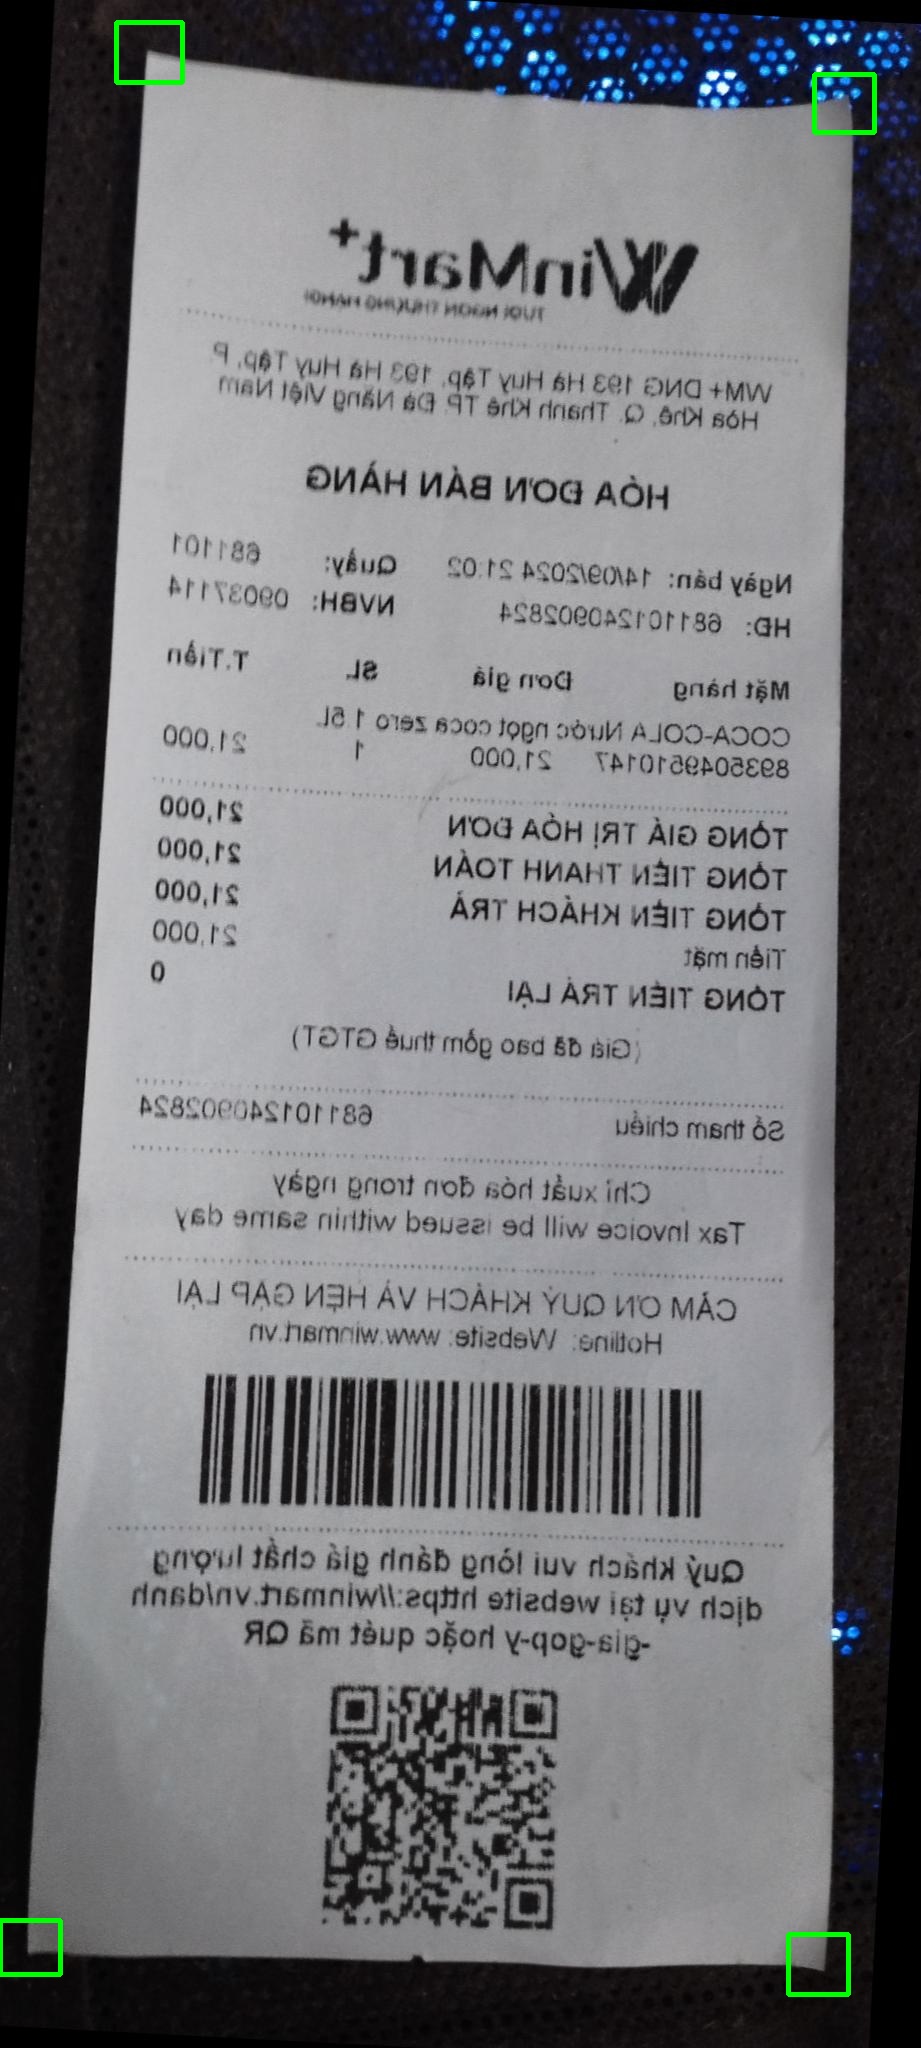 WinMart+
TƯƠI NGON THƯỢNG HẠNG
WM+ DNG 193 Hà Huy Tập, 193 Hà Huy Tập, P.
Hòa Khê, Q. Thanh Khê TP. Đà Nẵng Việt Nam
HÓA ĐƠN BÁN HÀNG
Ngày bán: 14/09/2024 21:02 Quầy: 681101
HĐ: 681101240902824 NVBH: 09037114
Mặt hàng Đơn giá SL T.Tiền
COCA-COLA Nước ngọt coca zero 1.5L
8935049510147 21,000 1 21,000
TỔNG GIÁ TRỊ HÓA ĐƠN 21,000
TỔNG TIỀN THANH TOÁN 21,000
TỔNG TIỀN KHÁCH TRẢ 21,000
Tiền mặt 21,000
TỔNG TIỀN TRẢ LẠI 0
(Giá đã bao gồm thuế GTGT)
Số tham chiếu 681101240902824
Chỉ xuất hóa đơn trong ngày
Tax Invoice will be issued within same day
CẢM ƠN QUÝ KHÁCH VÀ HẸN GẶP LẠI
Hotline: Website: www.winmart.vn
Quý khách vui lòng đánh giá chất lượng
dịch vụ tại website https://winmart.vn/danh
-gia-gop-y hoặc quét mã QR